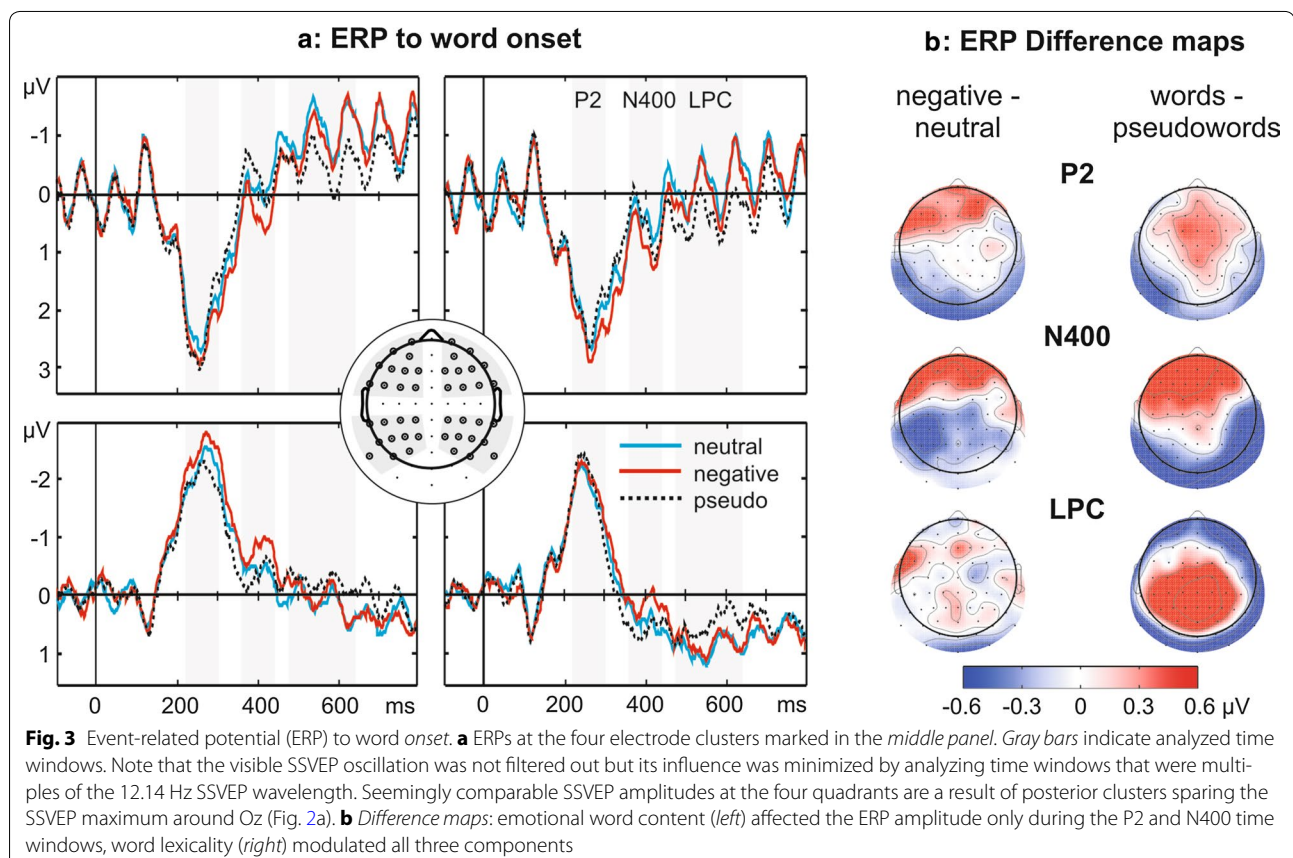 a: ERP to word onset
µV
-1
0
1
2
3
P2 N400 LPC
µV
-2
-1
0
1
neutral
negative
pseudo
0 200 400 600 ms
0 200 400 600 ms
b: ERP Difference maps
negative -
neutral
words -
pseudowords
P2
N400
LPC
-0.6 -0.3 0 0.3 0.6 µV
Fig. 3 Event-related potential (ERP) to word onset. a ERPs at the four electrode clusters marked in the middle panel. Gray bars indicate analyzed time
windows. Note that the visible SSVEP oscillation was not filtered out but its influence was minimized by analyzing time windows that were multi-
ples of the 12.14 Hz SSVEP wavelength. Seemingly comparable SSVEP amplitudes at the four quadrants are a result of posterior clusters sparing the
SSVEP maximum around Oz (Fig. 2a). b Difference maps: emotional word content (left) affected the ERP amplitude only during the P2 and N400 time
windows, word lexicality (right) modulated all three components